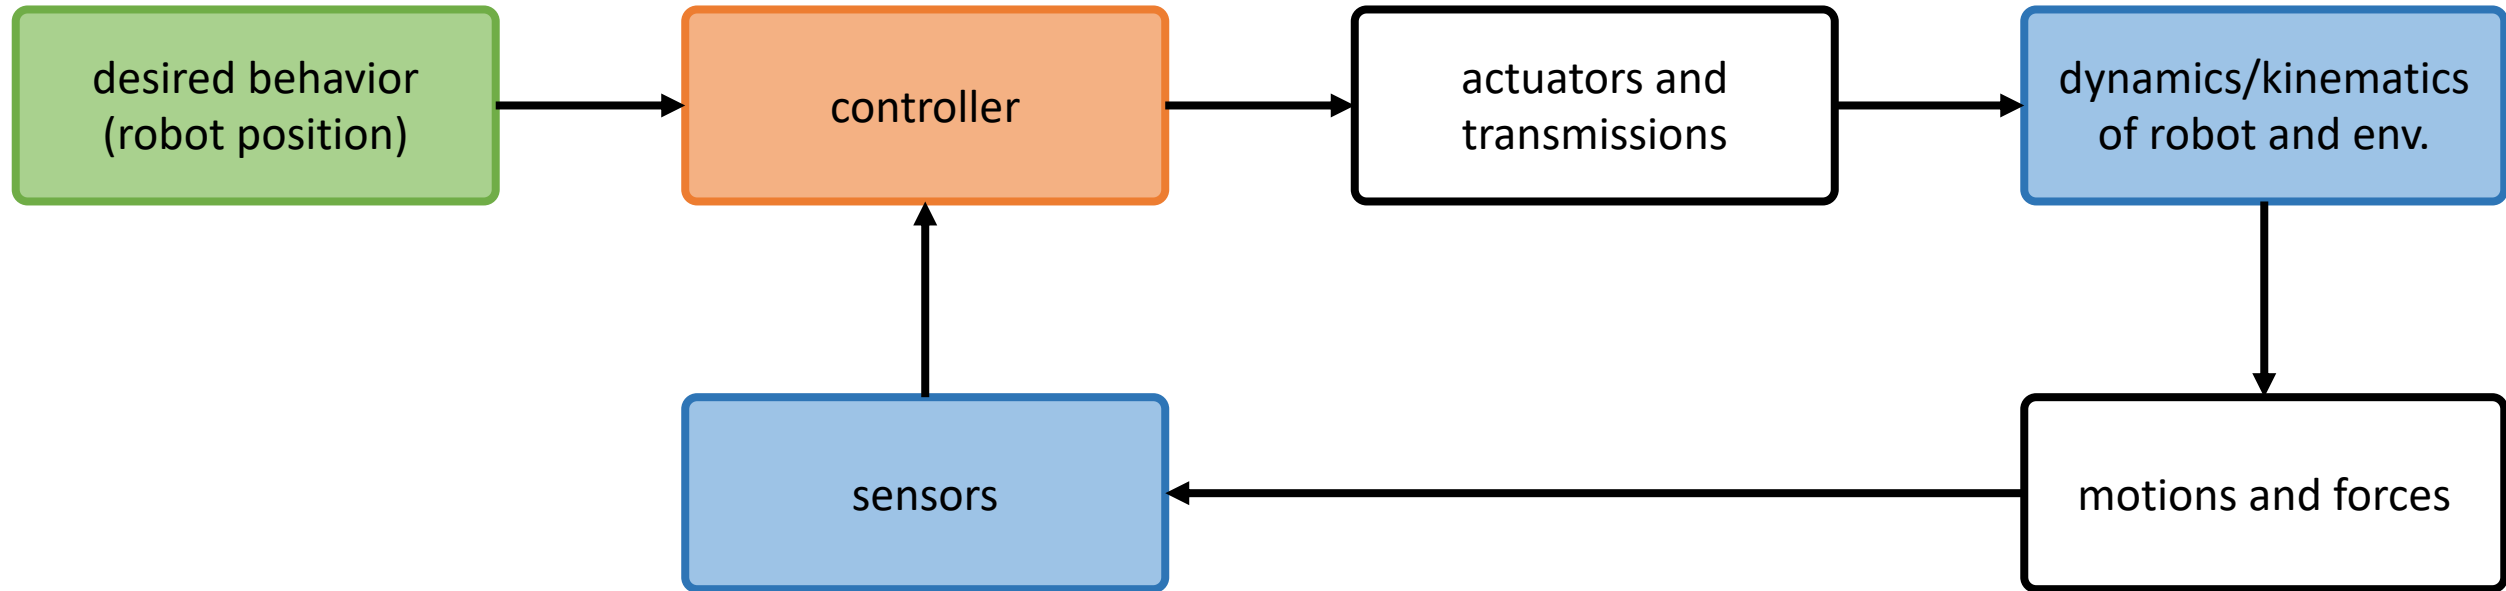 desired behavior
(robot position)
controller
actuators and
transmissions
dynamics/kinematics
of robot and env.
sensors
motions and forces